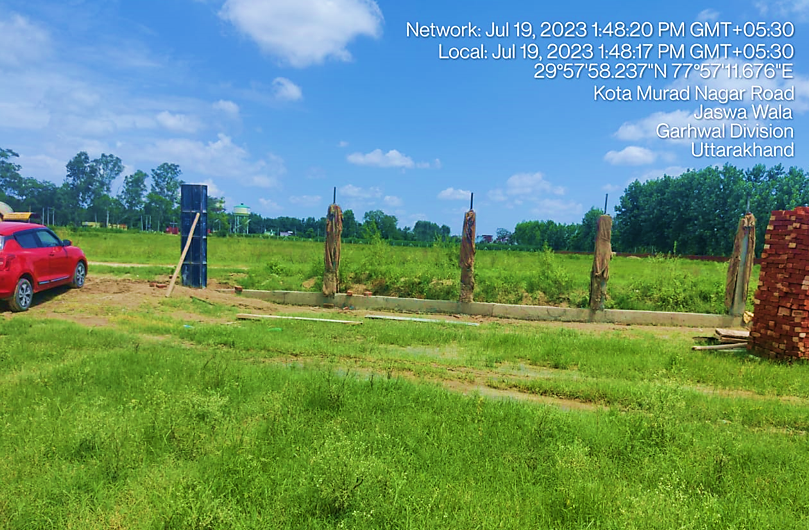 Network: Jul 19, 2023 1:48:20 PM GMT+05:30
Local: Jul 19, 2023 1:48:17 PM GMT+05:30
29°57'58.237"N 77°57'11.676"E
Kota Murad Nagar Road
Jaswa Wala
Garhwal Division
Uttarakhand